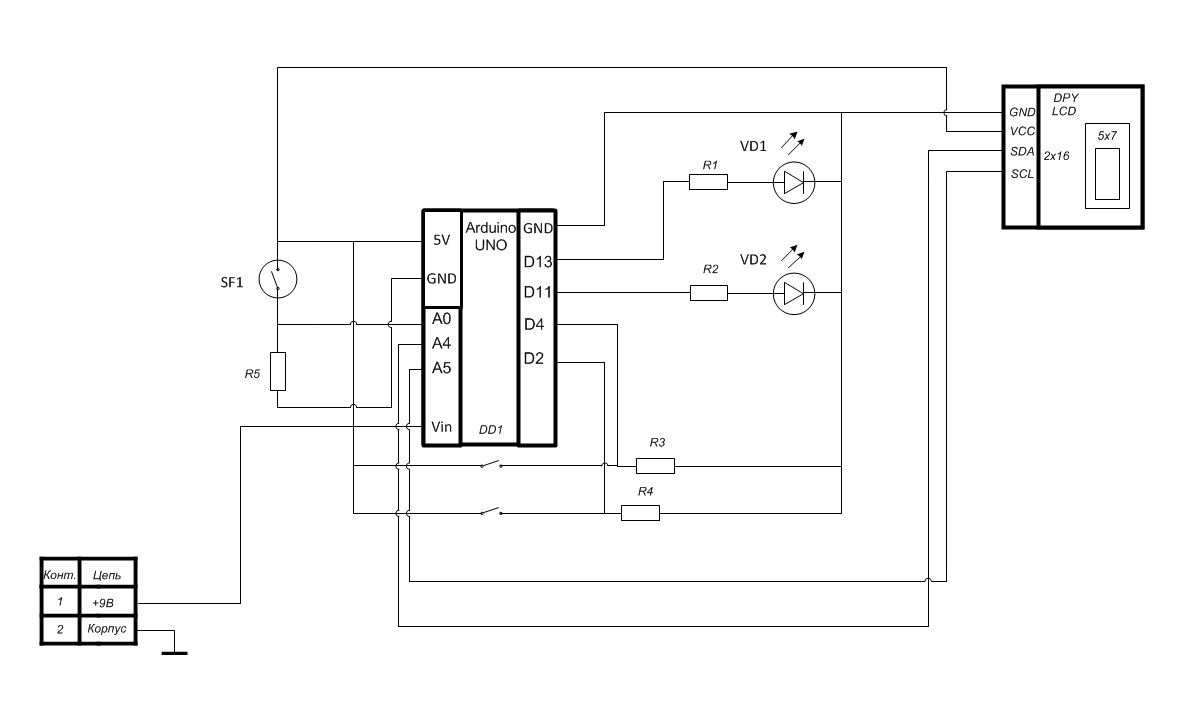 DPY
LCD
GND
VCC
SDA
SCL
2x16
5x7
VD1
R1
VD2
R2
SF1
R5
5V
GND
A0
A4
A5
Vin
Arduino
UNO
DD1
GND
D13
D11
D4
D2
R3
R4
Конт. Цепь
1 +9В
2 Корпус